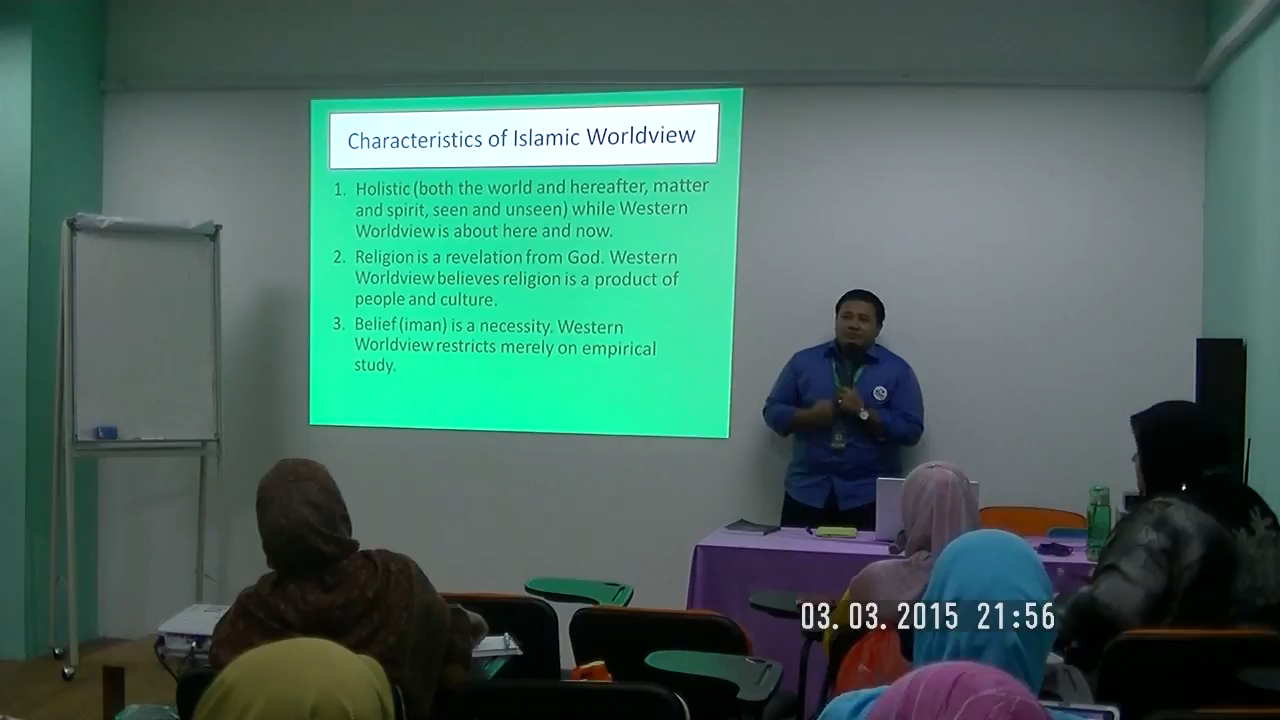 Characteristics of Islamic Worldview
1. Holistic (both the world and hereafter, matter
and spirit, seen and unseen) while Western
Worldview is about here and now.
2. Religion is a revelation from God. Western
Worldview believes religion is a product of
people and culture.
3. Belief (iman) is a necessity. Western
Worldview restricts merely on empirical
study.
03.03.2015 21:56